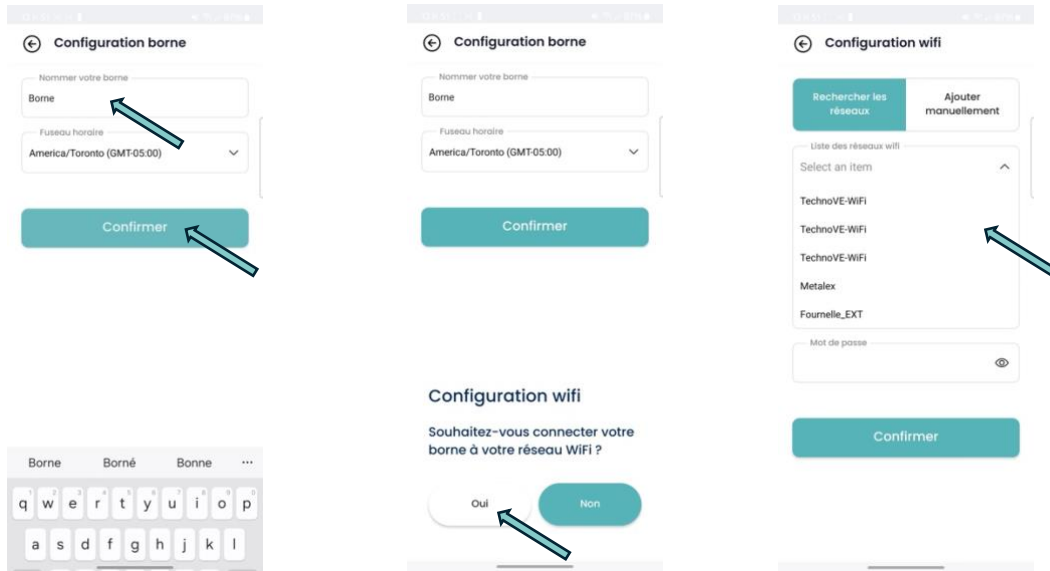 Configuration borne
Nommer votre borne
Borne
Fuseau horaire
America/Toronto (GMT-05:00)
Confirmer
Borne Borné Bonne ...
q w e r t y u i o p
a s d f g h j k l
Configuration borne
Nommer votre borne
Borne
Fuseau horaire
America/Toronto (GMT-05:00)
Confirmer
Configuration wifi
Souhaitez-vous connecter votre
borne à votre réseau WiFi ?
Oui Non
Configuration wifi
Rechercher les
réseaux
Ajouter
manuellement
Liste des réseaux wifi
Select an item
TechnoVE-WiFi
TechnoVE-WiFi
TechnoVE-WiFi
Metalex
Fournelle_EXT
Mot de passe
Confirmer